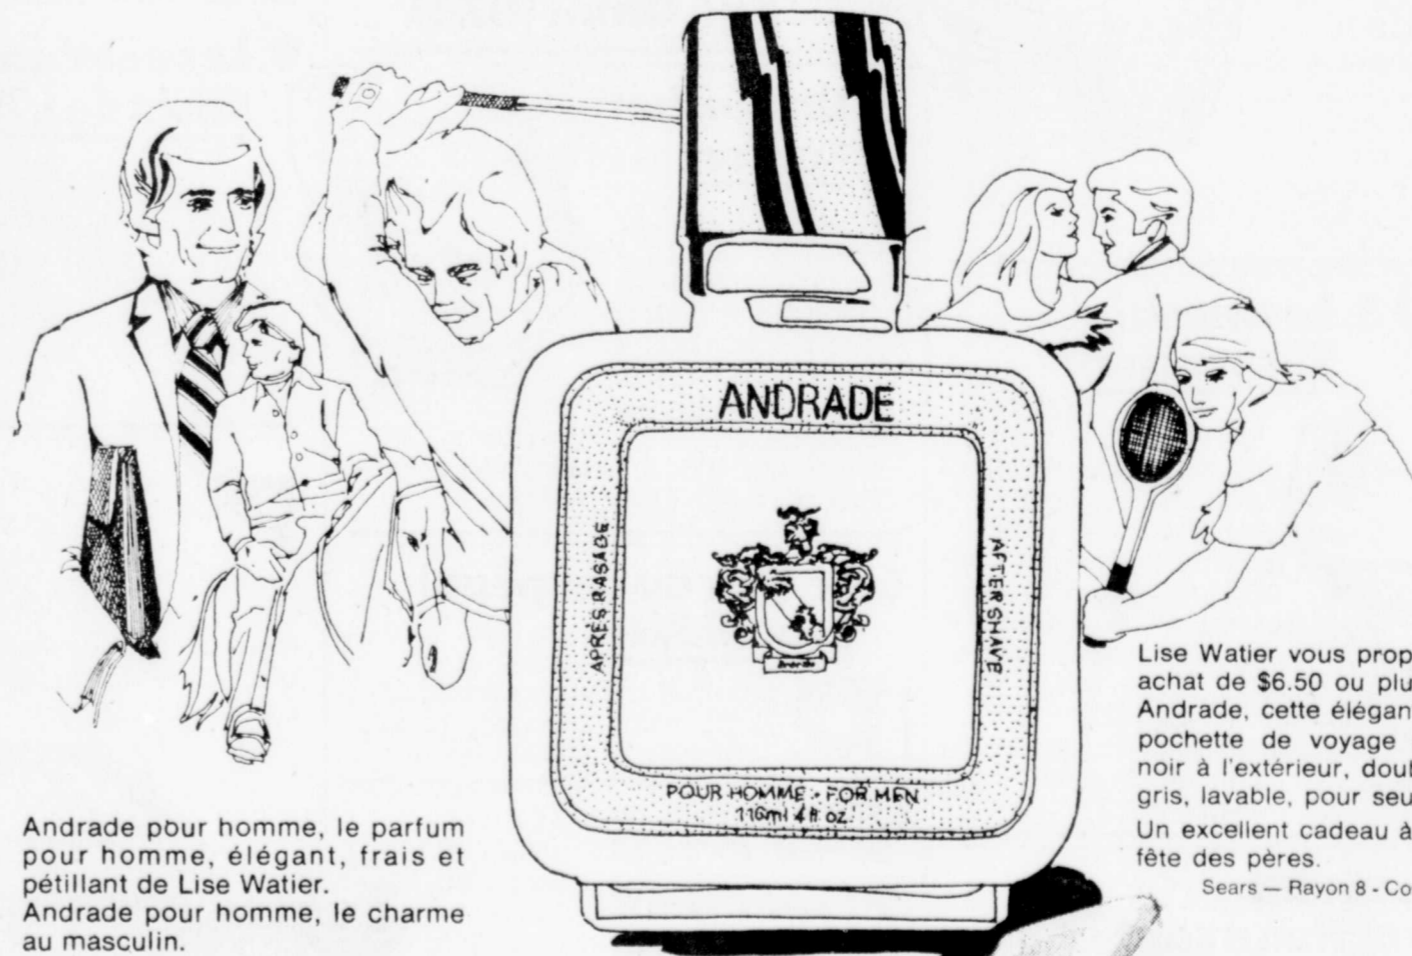 ANDRADE
APRÈS RASAGE
AFTER SHAVE
POUR HOMME - FOR MEN
116ml 4 fl oz
Andrade pour homme, le parfum
pour homme, élégant, frais et
pétillant de Lise Watier.
Andrade pour homme, le charme
au masculin.
Lise Watier vous prop
achat de $6.50 ou plu
Andrade, cette élégan
pochette de voyage
noir à l'extérieur, doub
gris, lavable, pour seu
Un excellent cadeau à
fête des pères.
Sears — Rayon 8 - Co